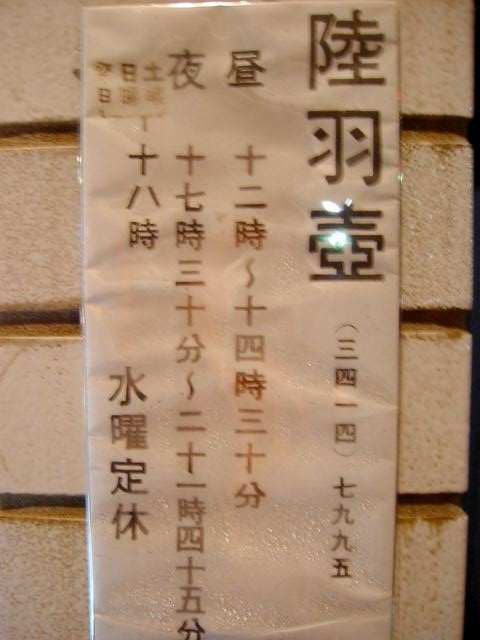 陸羽壺
(三四一四)七九九五
昼 十二時～十四時三十分
夜 十七時三十分～二十一時四十五分
土曜
日曜
祭日
十八時
水曜定休